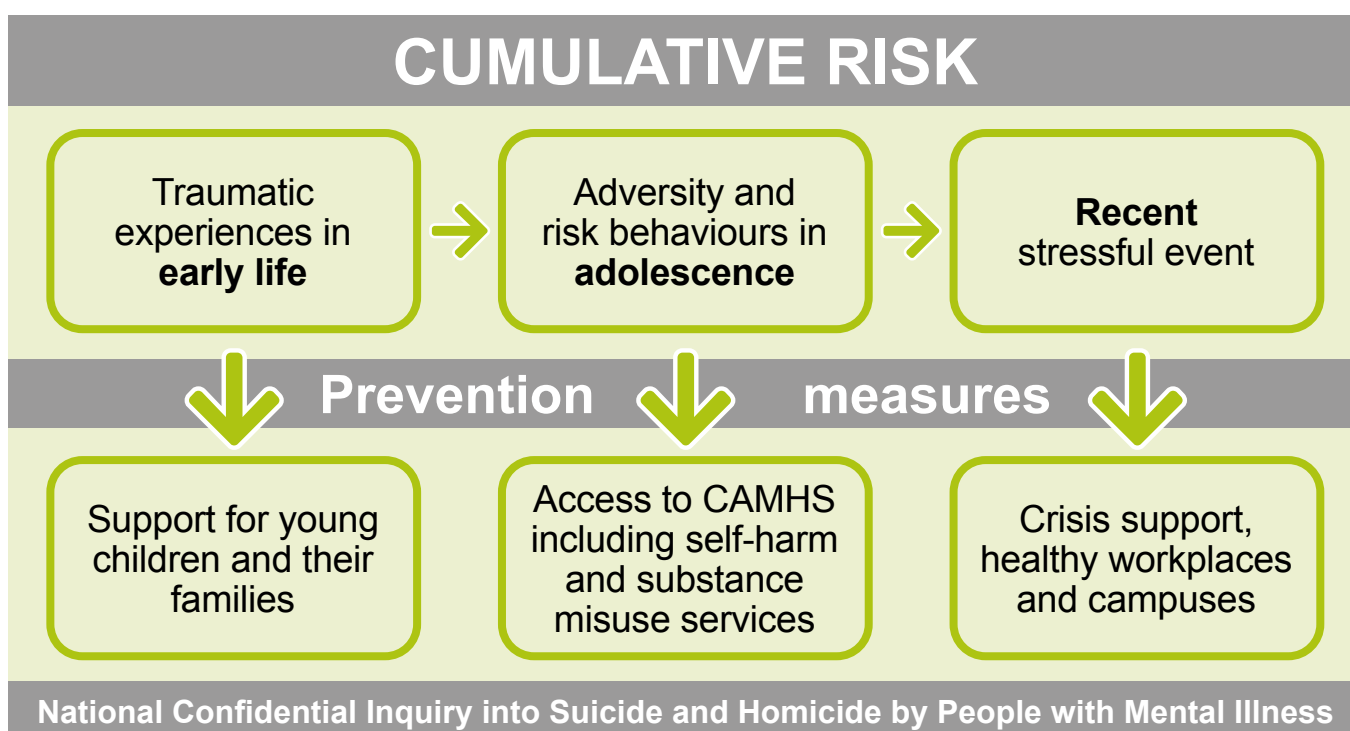 CUMULATIVE RISK
Traumatic
experiences in
early life
Adversity and
risk behaviours in
adolescence
Recent
stressful event
Prevention measures
Support for young
children and their
families
Access to CAMHS
including self-harm
and substance
misuse services
Crisis support,
healthy workplaces
and campuses
National Confidential Inquiry into Suicide and Homicide by People with Mental Illness